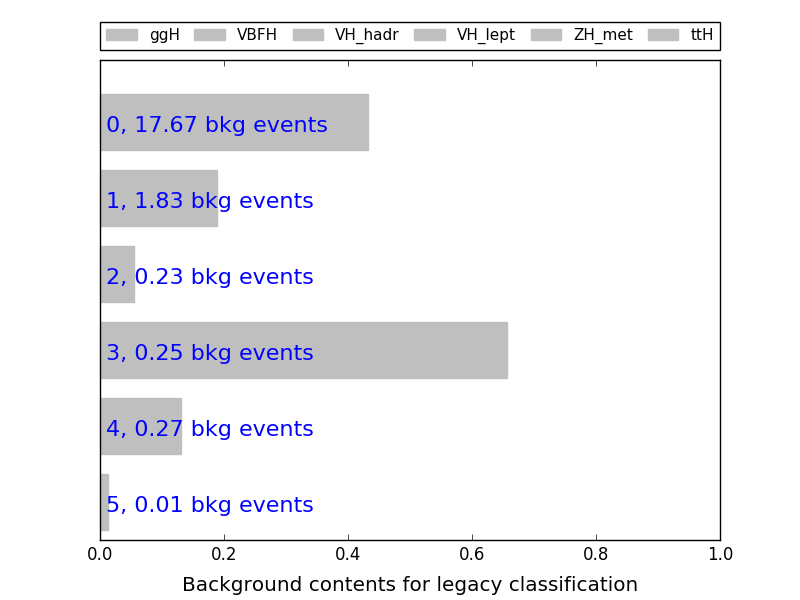 ggH VBFH VH_hadr VH_lept ZH_met ttH
0, 17.67 bkg events
1, 1.83 bkg events
2, 0.23 bkg events
3, 0.25 bkg events
4, 0.27 bkg events
5, 0.01 bkg events
0.0 0.2 0.4 0.6 0.8 1.0
Background contents for legacy classification